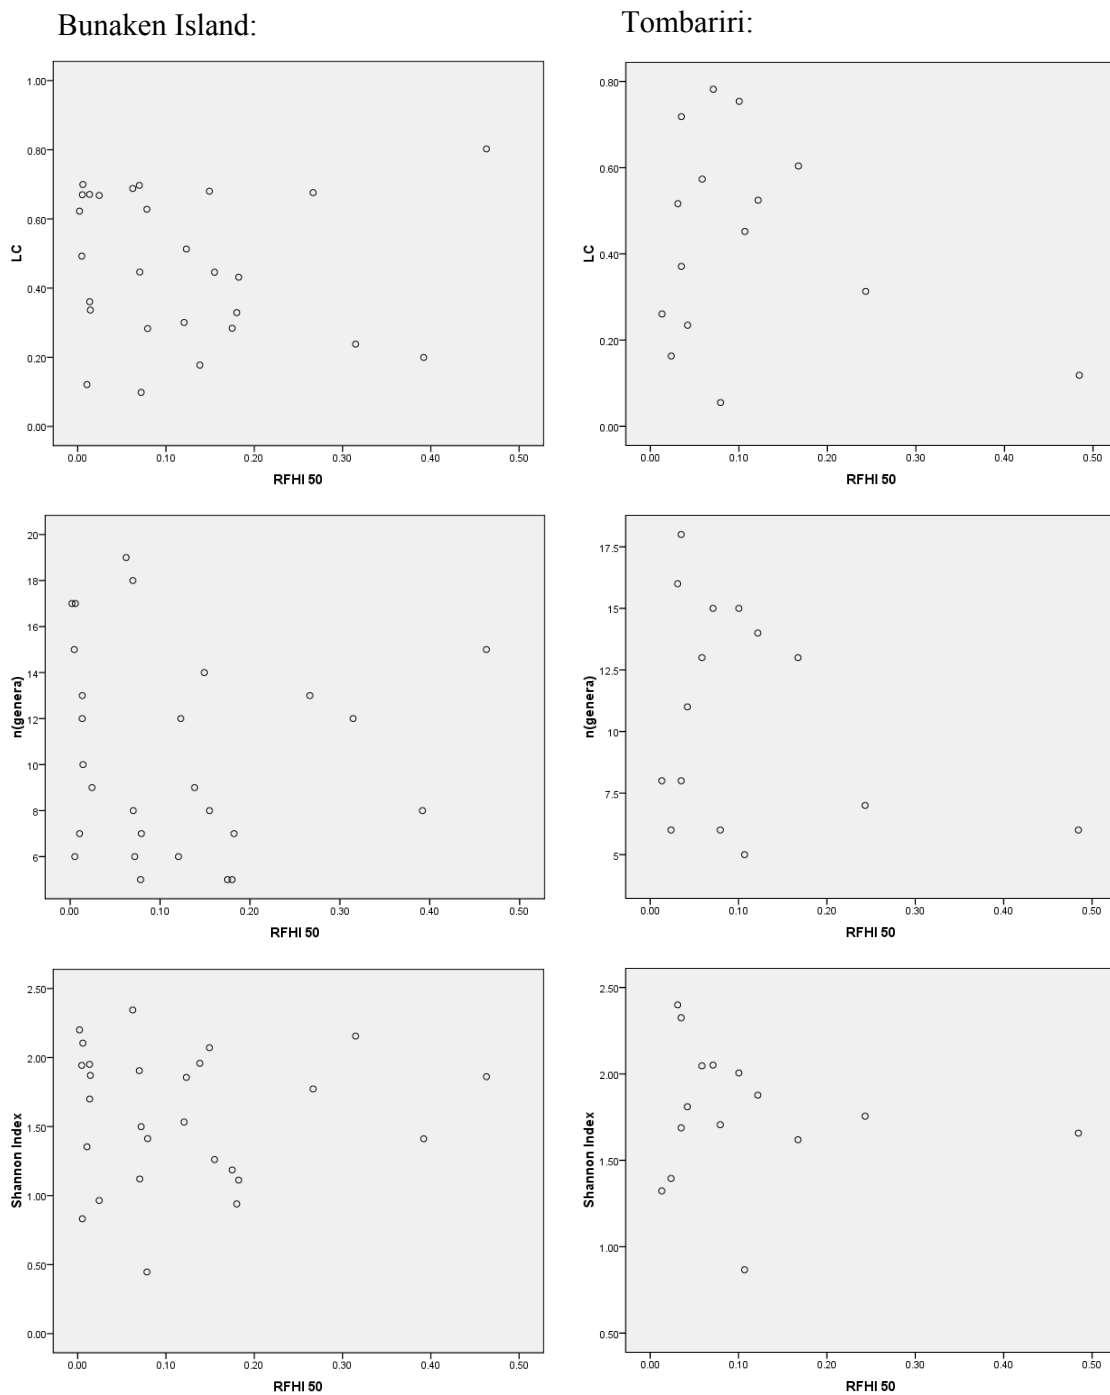 Bunaken Island:
Tombariri:
1.00
0.80
0.60
0.40
0.20
0.00
LC
0.00 0.10 0.20 0.30 0.40 0.50
RFHI 50
0.80
0.60
0.40
0.20
0.00
LC
0.00 0.10 0.20 0.30 0.40 0.50
RFHI 50
20
18
16
14
12
10
8
6
n(genera)
0.00 0.10 0.20 0.30 0.40 0.50
RFHI 50
17.5
15
12.5
10
7.5
5
n(genera)
0.00 0.10 0.20 0.30 0.40 0.50
RFHI 50
2.50
2.00
1.50
1.00
0.50
0.00
Shannon Index
0.00 0.10 0.20 0.30 0.40 0.50
RFHI 50
2.50
2.00
1.50
1.00
0.50
Shannon Index
0.00 0.10 0.20 0.30 0.40 0.50
RFHI 50